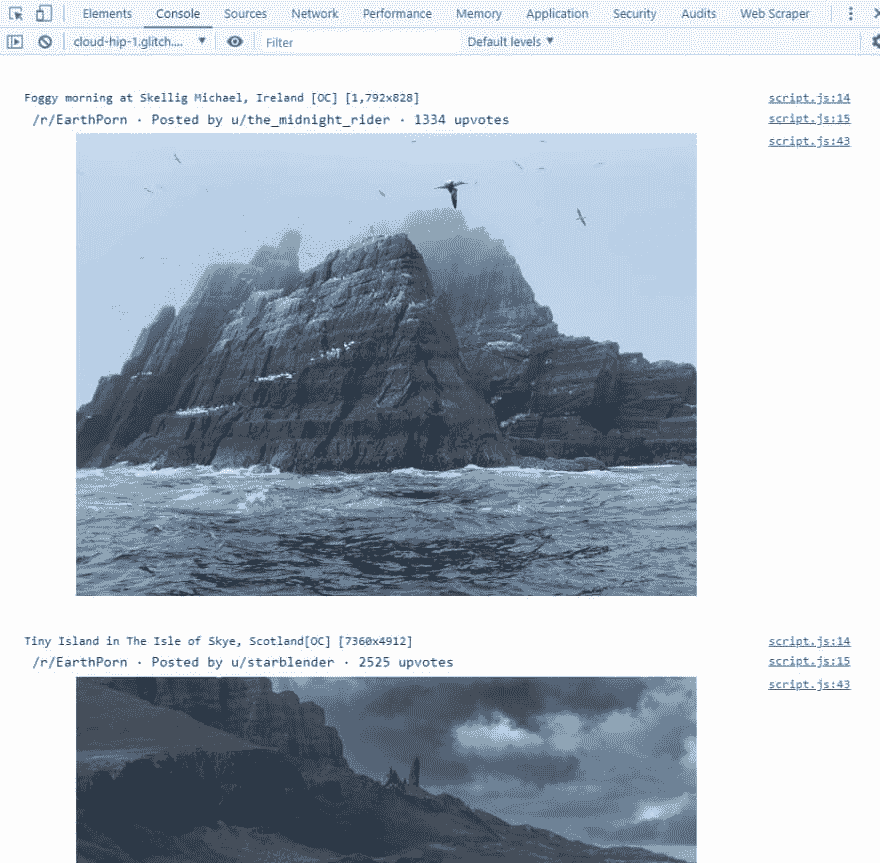 Elements Console Sources Network Performance Memory Application Security Audits Web Scraper
cloud-hip-1.glitch.... ▼ Filter Default levels ▼
Foggy morning at Skellig Michael, Ireland [OC] [1,792x828] script.js:14
/r/EarthPorn · Posted by u/the_midnight_rider · 1334 upvotes script.js:15
script.js:43
Tiny Island in The Isle of Skye, Scotland[OC] [7360x4912] script.js:14
/r/EarthPorn · Posted by u/starblender · 2525 upvotes script.js:15
script.js:43